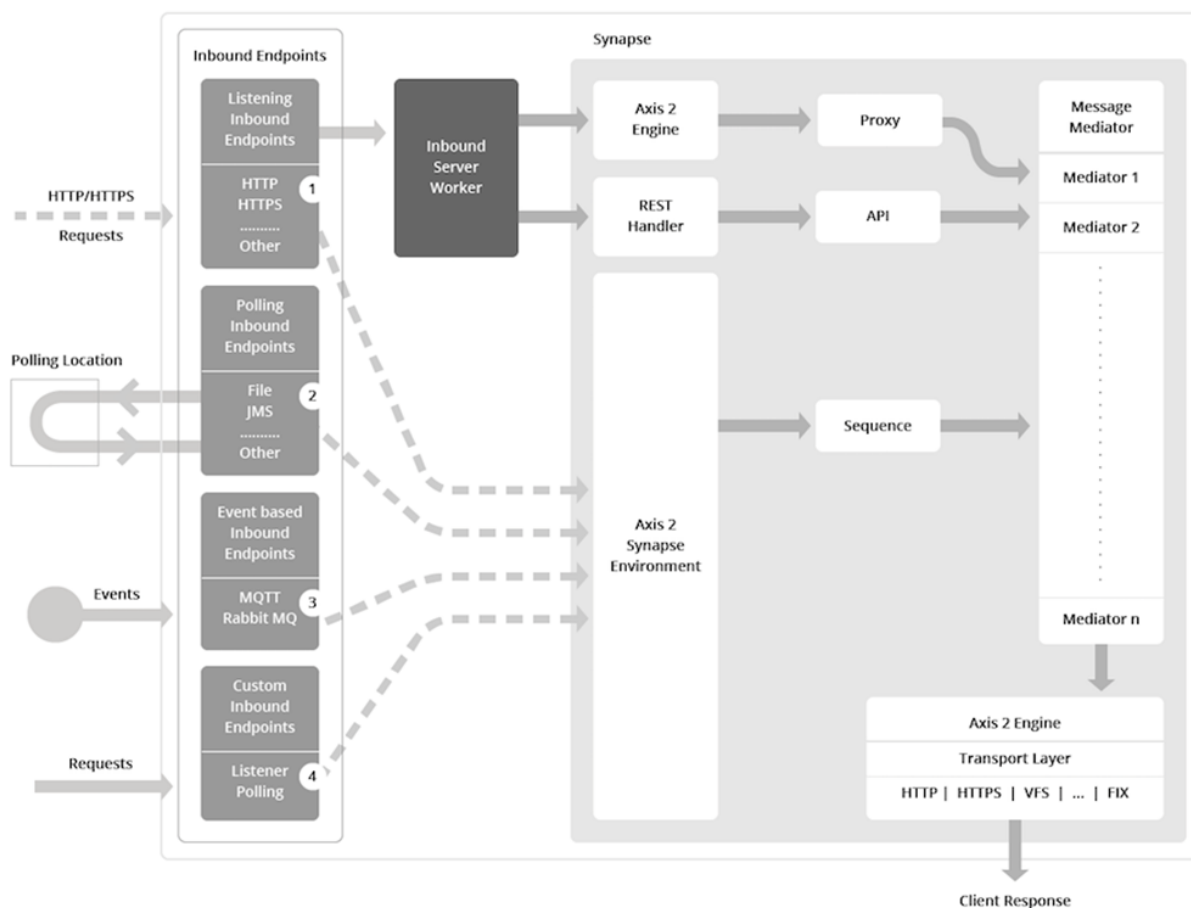 Synapse
Inbound Endpoints
Listening
Inbound
Endpoints
HTTP
HTTPS
..........
Other
1
HTTP/HTTPS
Requests
Polling
Inbound
Endpoints
File
JMS
..........
Other
2
Polling Location
Event based
Inbound
Endpoints
MQTT
Rabbit MQ
3
Events
Custom
Inbound
Endpoints
Listener
Polling
4
Requests
Inbound
Server
Worker
Axis 2
Engine
Proxy
REST
Handler
API
Axis 2
Synapse
Environment
Sequence
Message
Mediator
Mediator 1
Mediator 2
Mediator n
Axis 2 Engine
Transport Layer
HTTP | HTTPS | VFS | ... | FIX
Client Response